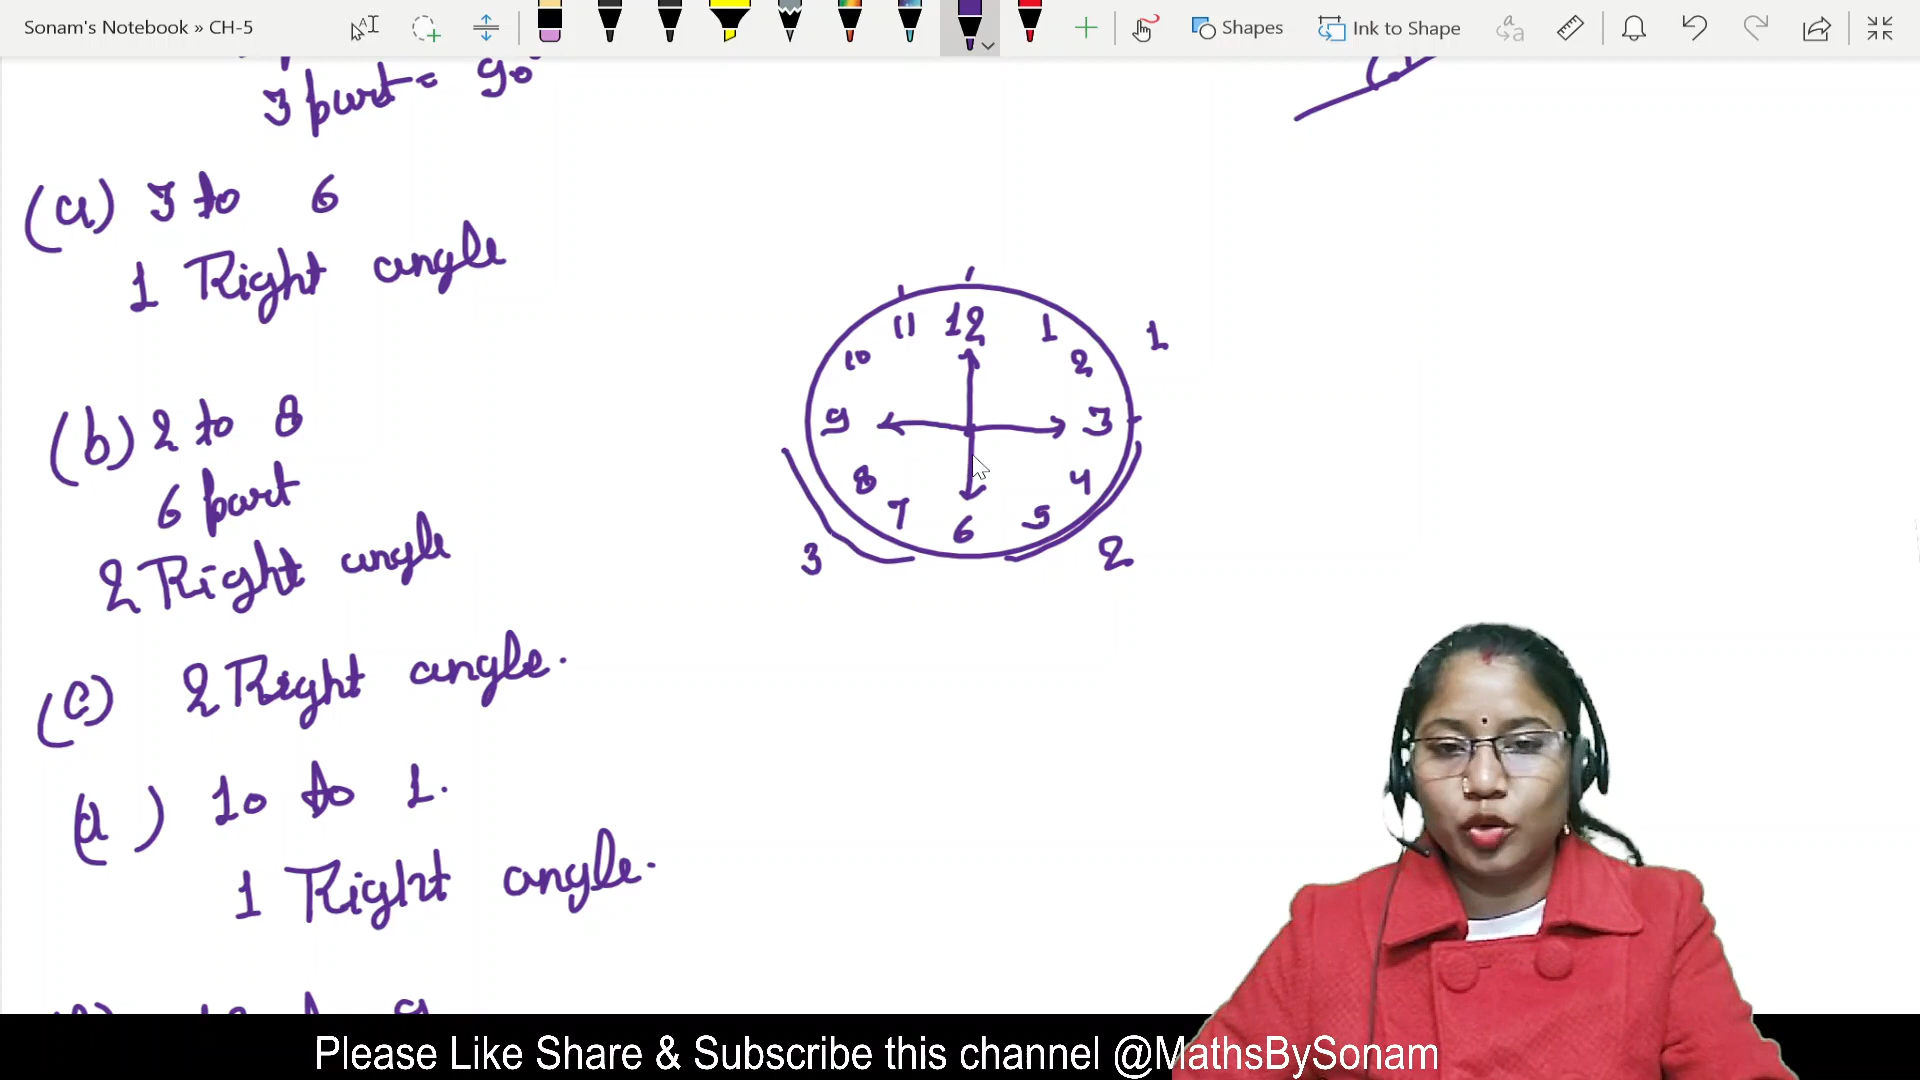 Sonam's Notebook » CH-5
Shapes
Ink to Shape
3 part = 90°
(a) 3 to 6
1 Right angle
(b) 2 to 8
6 part
2 Right angle
(c) 2 Right angle.
(d) 10 to 1.
1 Right angle.
11 12 1
10 2
9 3
8 4
7 6 5
1
3 2
Please Like Share & Subscribe this channel @MathsBySonam